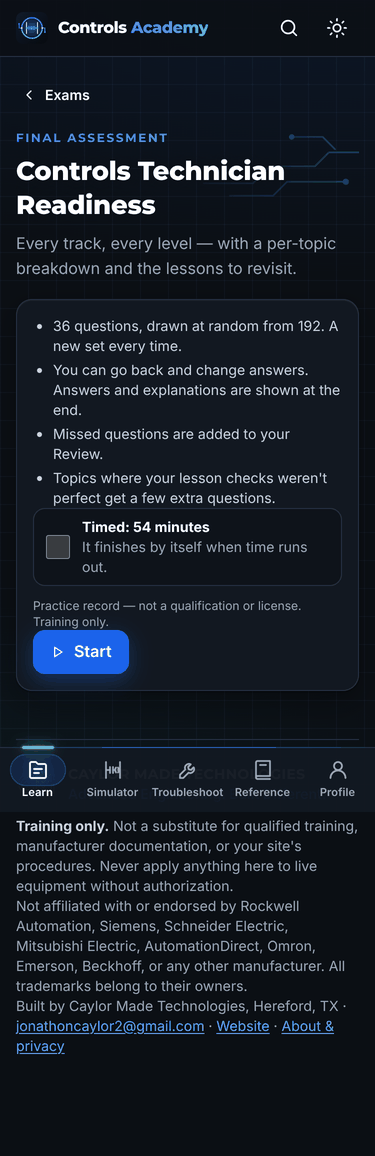 Controls Academy
Exams
FINAL ASSESSMENT
Controls Technician
Readiness
Every track, every level — with a per-topic
breakdown and the lessons to revisit.
36 questions, drawn at random from 192. A
new set every time.
You can go back and change answers.
Answers and explanations are shown at the
end.
Missed questions are added to your
Review.
Topics where your lesson checks weren't
perfect get a few extra questions.
Timed: 54 minutes
It finishes by itself when time runs
out.
Practice record — not a qualification or license.
Training only.
Start
CAYLOR MADE TECHNOLOGIES
Learn
Simulator
Troubleshoot
Reference
Profile
Training only. Not a substitute for qualified training,
manufacturer documentation, or your site's
procedures. Never apply anything here to live
equipment without authorization.
Not affiliated with or endorsed by Rockwell
Automation, Siemens, Schneider Electric,
Mitsubishi Electric, AutomationDirect, Omron,
Emerson, Beckhoff, or any other manufacturer. All
trademarks belong to their owners.
Built by Caylor Made Technologies, Hereford, TX ·
jonathoncaylor2@gmail.com · Website · About &
privacy